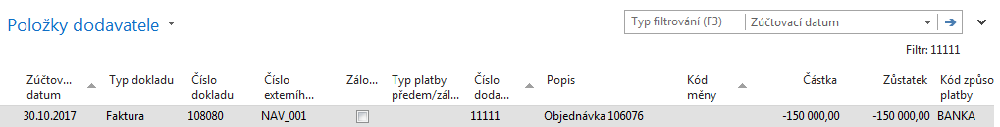 Položky dodavatele
Typ filtrování (F3) Zúčtovací datum
Filtr: 11111
Zúčtov... datum Typ dokladu Číslo dokladu Číslo externíh... Zálo... Typ platby předem/zál... Číslo doda... Popis Kód měny Částka Zůstatek Kód způso platby
30.10.2017 Faktura 108080 NAV_001 11111 Objednávka 106076 -150 000,00 -150 000,00 BANKA